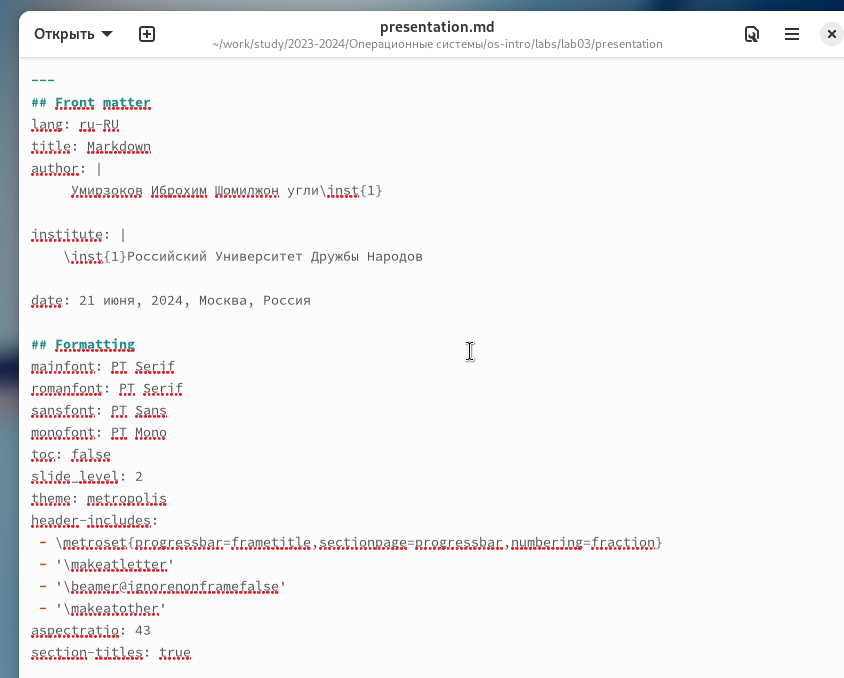 Открыть
presentation.md
~/work/study/2023-2024/Операционные системы/os-intro/labs/lab03/presentation
---
## Front matter
lang: ru-RU
title: Markdown
author: |
Умирзоков Иброхим Шомилжон угли\inst{1}
institute: |
\inst{1}Российский Университет Дружбы Народов
date: 21 июня, 2024, Москва, Россия
## Formatting
mainfont: PT Serif
romanfont: PT Serif
sansfont: PT Sans
monofont: PT Mono
toc: false
slide_level: 2
theme: metropolis
header-includes:
- \metroset{progressbar=frametitle,sectionpage=progressbar,numbering=fraction}
- '\makeatletter'
- '\beamer@ignorenonframefalse'
- '\makeatother'
aspectratio: 43
section-titles: true